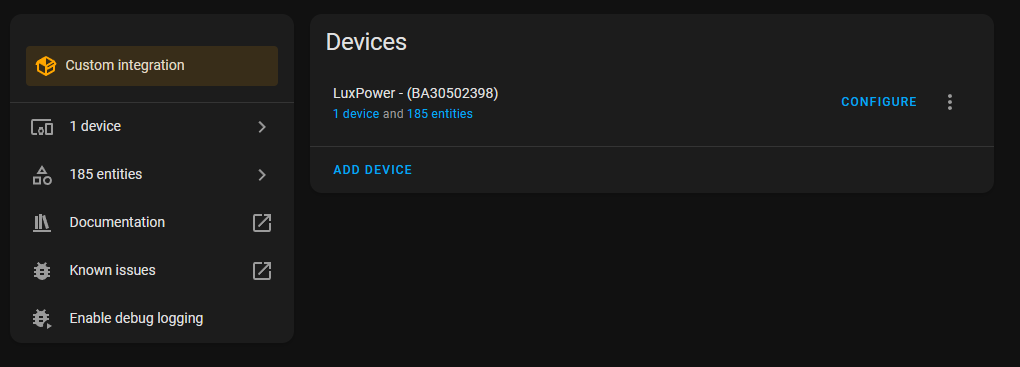 Custom integration
1 device
185 entities
Documentation
Known issues
Enable debug logging
Devices
LuxPower - (BA30502398)
1 device and 185 entities
CONFIGURE
ADD DEVICE